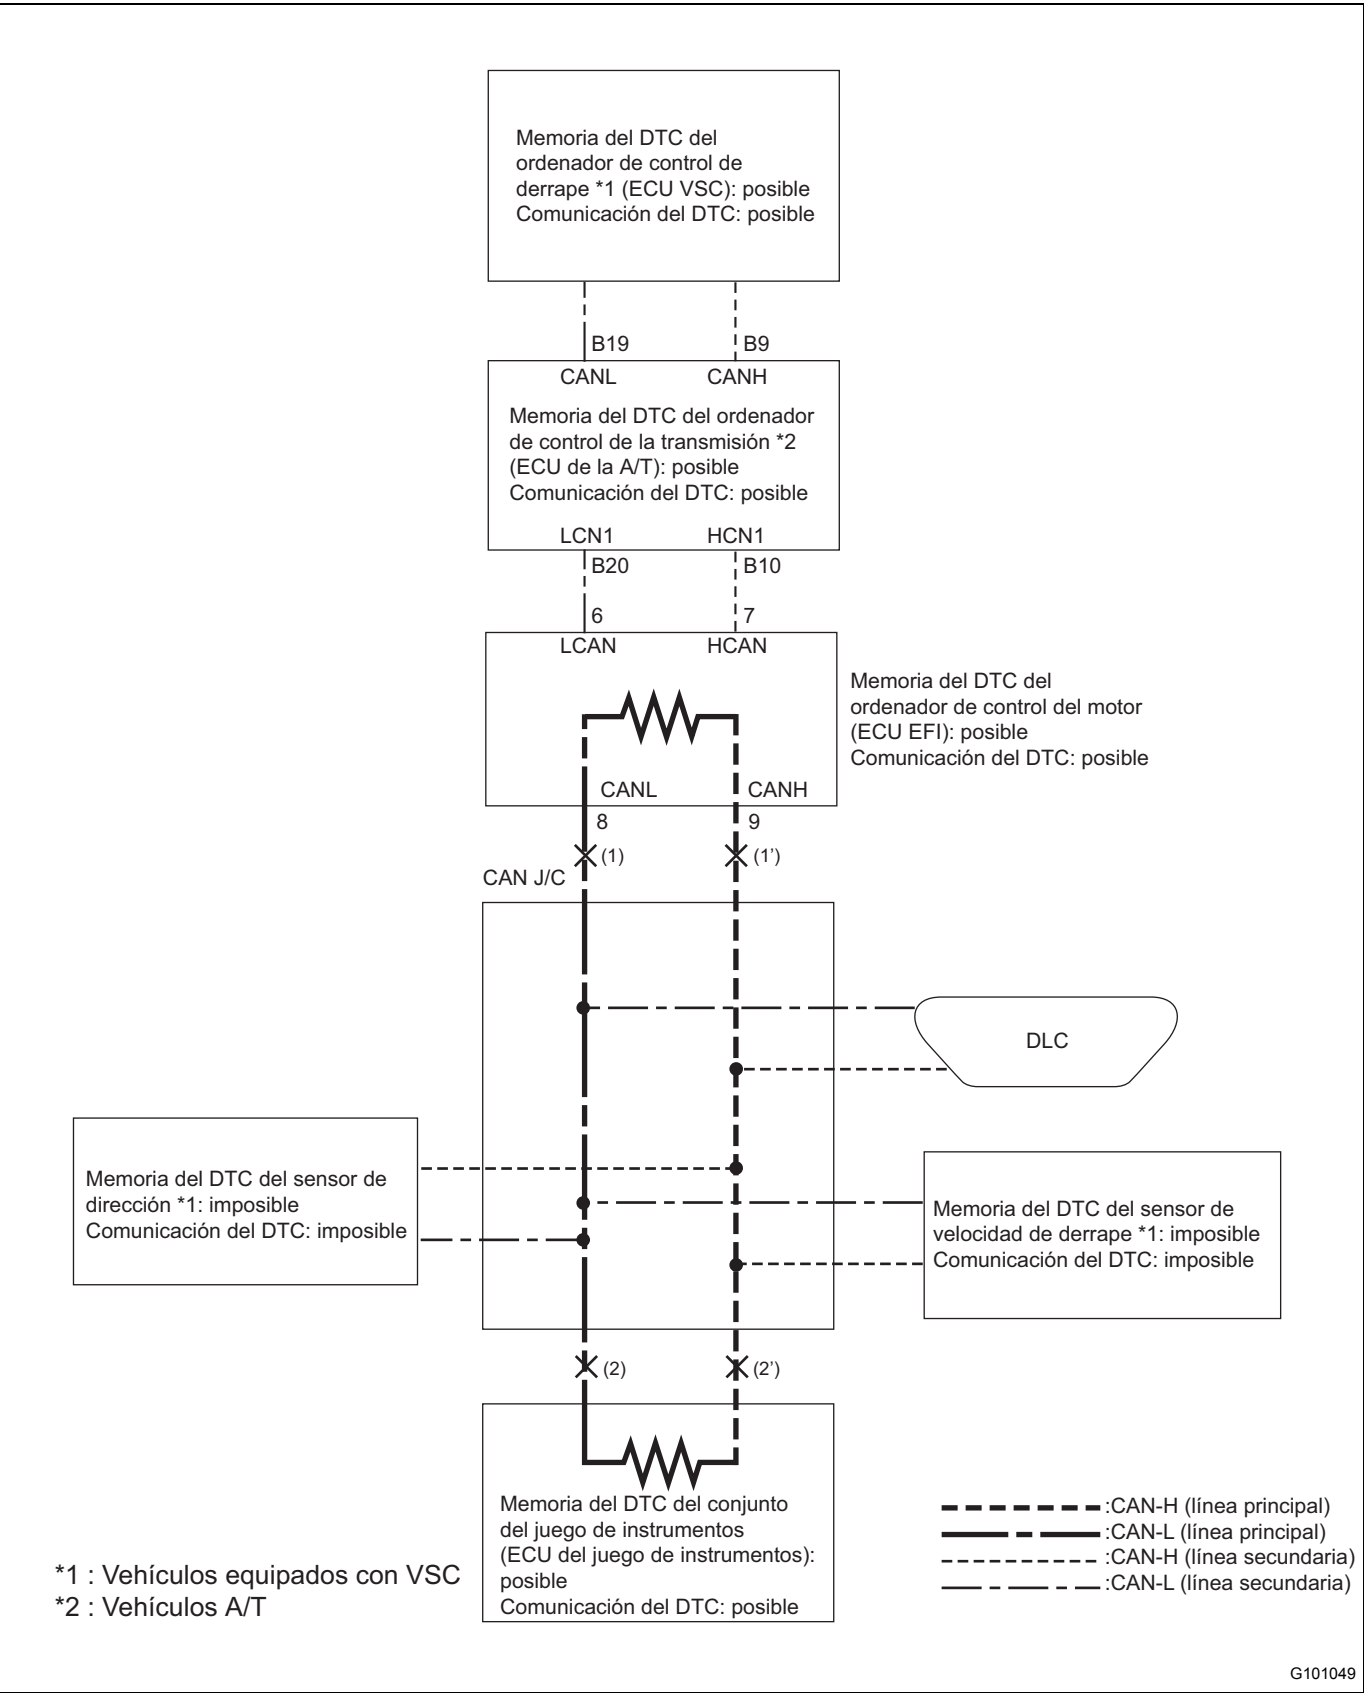 Memoria del DTC del
ordenador de control de
derrape *1 (ECU VSC): posible
Comunicación del DTC: posible
B19
B9
CANL
CANH
Memoria del DTC del ordenador
de control de la transmisión *2
(ECU de la A/T): posible
Comunicación del DTC: posible
LCN1
HCN1
B20
B10
6
7
LCAN
HCAN
Memoria del DTC del
ordenador de control del motor
(ECU EFI): posible
Comunicación del DTC: posible
CANL
CANH
8
9
(1)
(1')
CAN J/C
DLC
Memoria del DTC del sensor de
dirección *1: imposible
Comunicación del DTC: imposible
Memoria del DTC del sensor de
velocidad de derrape *1: imposible
Comunicación del DTC: imposible
(2)
(2')
Memoria del DTC del conjunto
del juego de instrumentos
(ECU del juego de instrumentos):
posible
Comunicación del DTC: posible
:CAN-H (línea principal)
:CAN-L (línea principal)
:CAN-H (línea secundaria)
:CAN-L (línea secundaria)
*1 : Vehículos equipados con VSC
*2 : Vehículos A/T
G101049